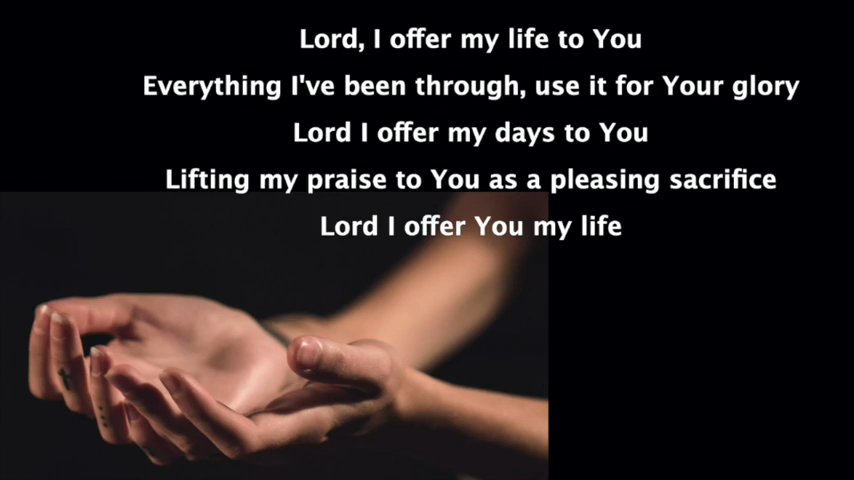 Lord, I offer my life to You
Everything I've been through, use it for Your glory
Lord I offer my days to You
Lifting my praise to You as a pleasing sacrifice
Lord I offer You my life